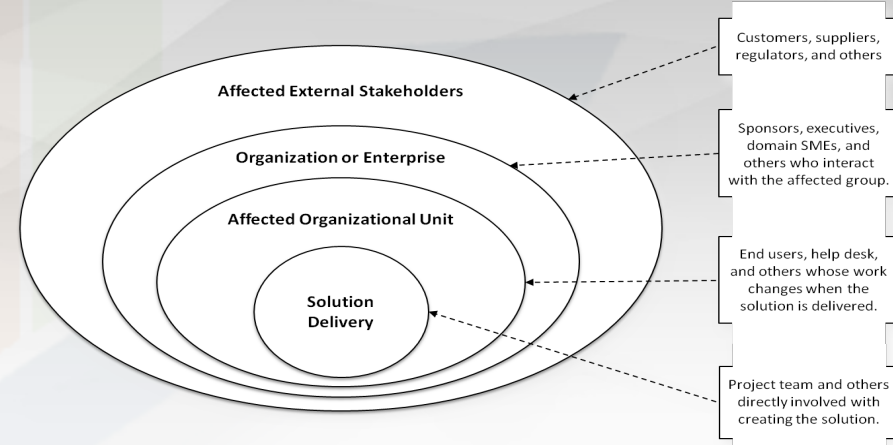 Affected External Stakeholders
Organization or Enterprise
Affected Organizational Unit
Solution
Delivery
Customers, suppliers,
regulators, and others
Sponsors, executives,
domain SMEs, and
others who interact
with the affected group.
End users, help desk,
and others whose work
changes when the
solution is delivered.
Project team and others
directly involved with
creating the solution.